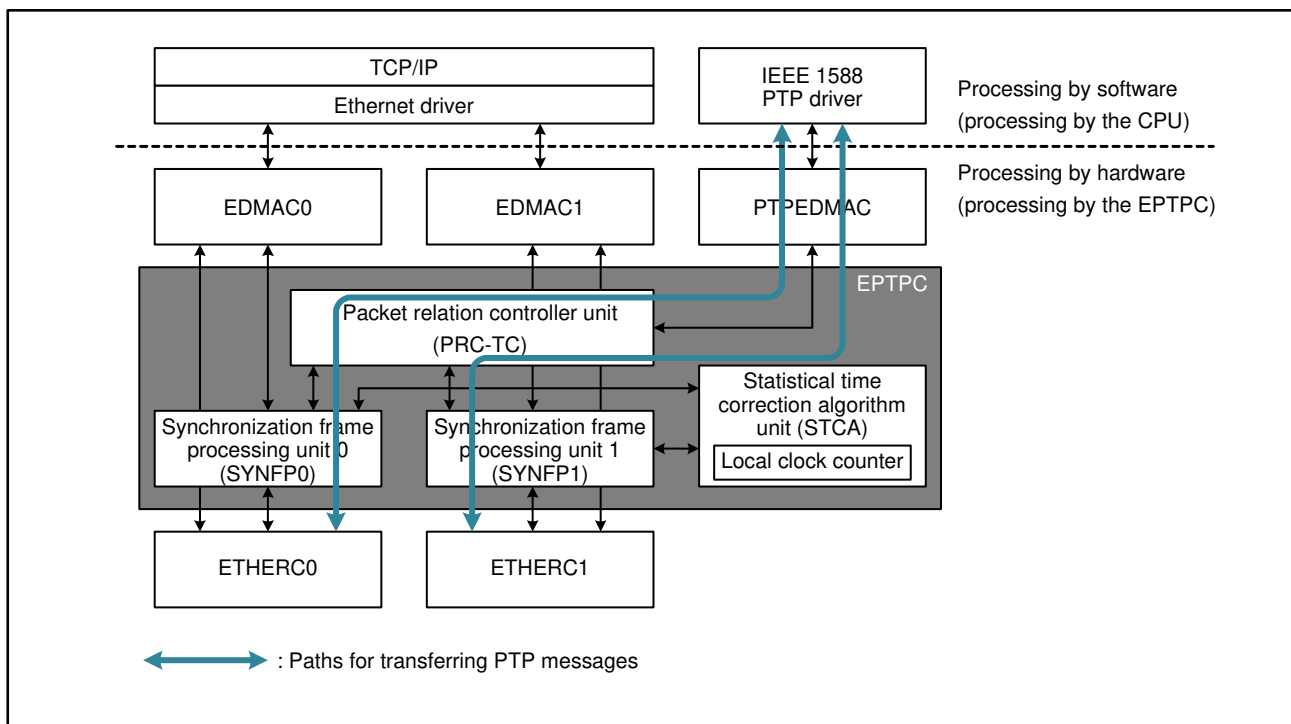 TCP/IP
Ethernet driver
IEEE 1588
PTP driver
Processing by software
(processing by the CPU)
Processing by hardware
(processing by the EPTPC)
EDMAC0
EDMAC1
PTPEDMAC
EPTPC
Packet relation controller unit
(PRC-TC)
Synchronization frame
processing unit 0
(SYNFP0)
Synchronization frame
processing unit 1
(SYNFP1)
Statistical time
correction algorithm
unit (STCA)
Local clock counter
ETHERC0
ETHERC1
: Paths for transferring PTP messages